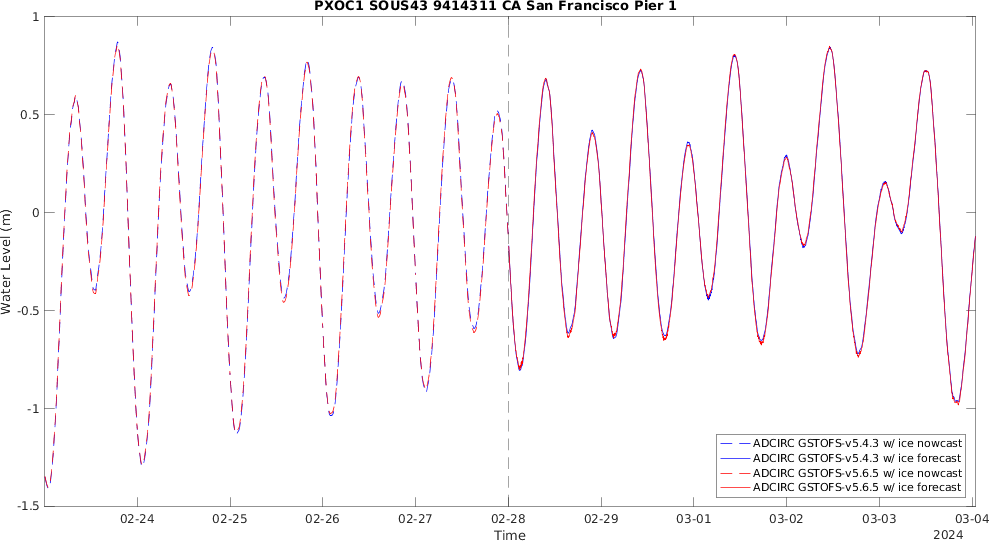 PXOC1 SOUS43 9414311 CA San Francisco Pier 1
1
0.5
0
-0.5
-1
-1.5
Water Level (m)
02-24 02-25 02-26 02-27 02-28 02-29 03-01 03-02 03-03 03-04
Time
2024
ADCIRC GSTOFS-v5.4.3 w/ ice nowcast
ADCIRC GSTOFS-v5.4.3 w/ ice forecast
ADCIRC GSTOFS-v5.6.5 w/ ice nowcast
ADCIRC GSTOFS-v5.6.5 w/ ice forecast